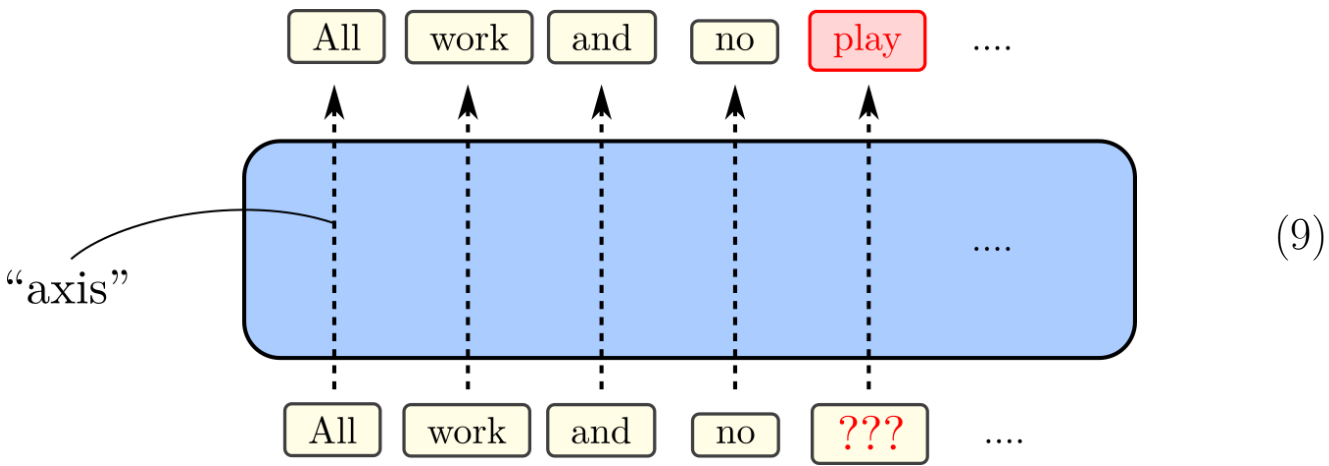 All work and no play ....
.... (9)
“axis”
All work and no ??? ....